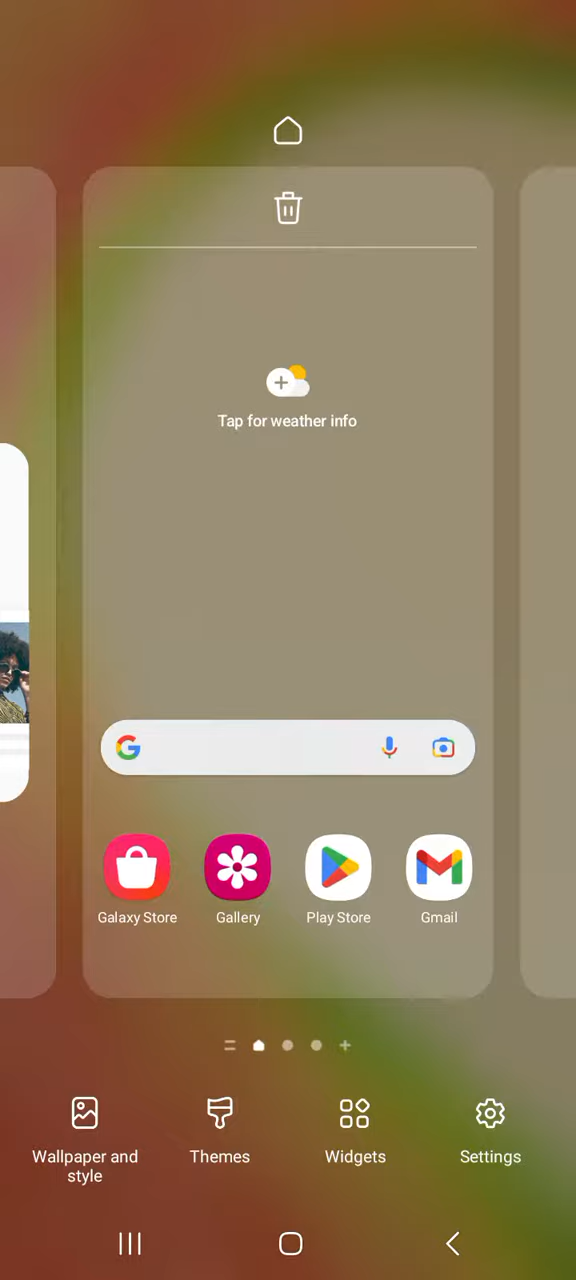 Tap for weather info
Galaxy Store
Gallery
Play Store
Gmail
Wallpaper and
style
Themes
Widgets
Settings